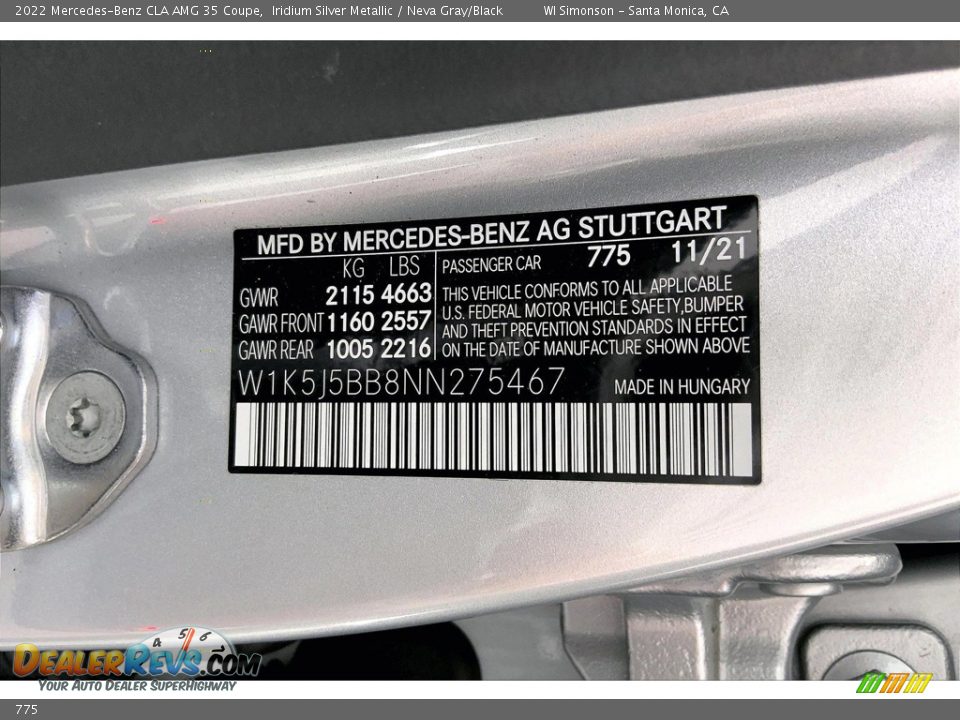 2022 Mercedes-Benz CLA AMG 35 Coupe,  Iridium Silver Metallic / Neva Gray/Black    WI Simonson - Santa Monica, CA
MFD BY MERCEDES-BENZ AG STUTTGART
KG LBS PASSENGER CAR 775 11/21
GVWR 2115 4663
GAWR FRONT 1160 2557
GAWR REAR 1005 2216
THIS VEHICLE CONFORMS TO ALL APPLICABLE
U.S. FEDERAL MOTOR VEHICLE SAFETY,BUMPER
AND THEFT PREVENTION STANDARDS IN EFFECT
ON THE DATE OF MANUFACTURE SHOWN ABOVE
W1K5J5BB8NN275467 MADE IN HUNGARY
4 5 6
DEALERREVS.COM
YOUR AUTO DEALER SUPERHIGHWAY
775